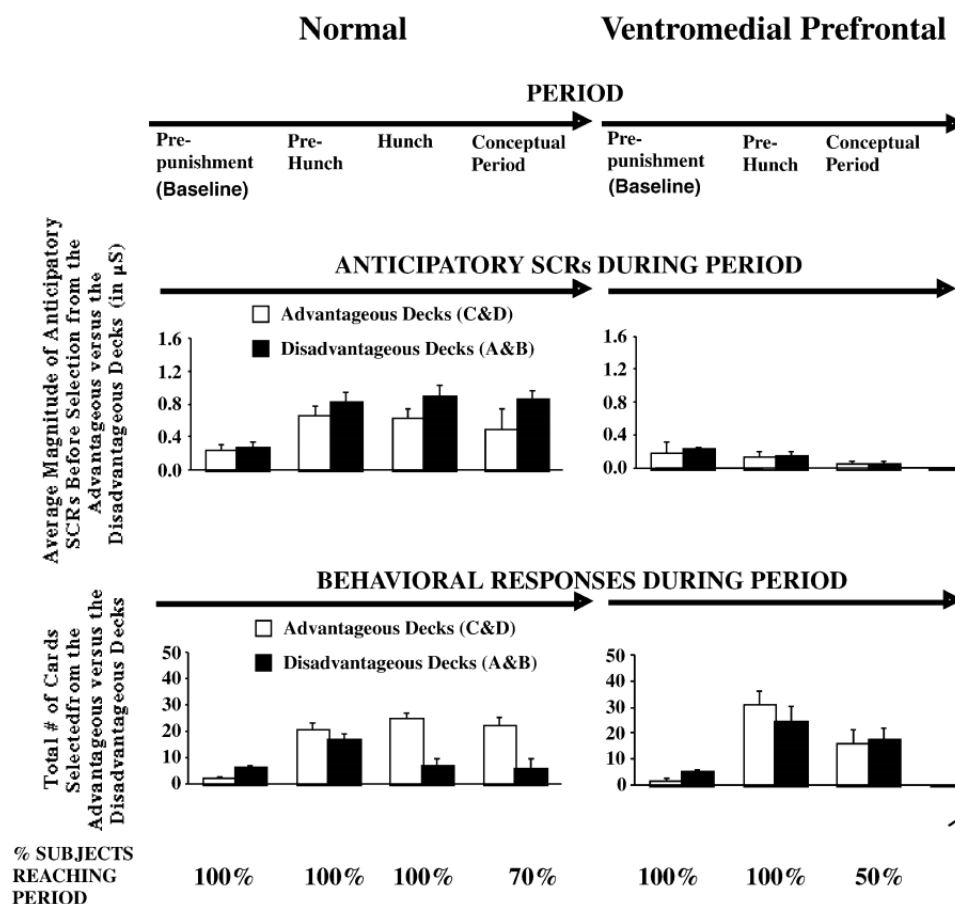 Normal Ventromedial Prefrontal
PERIOD
Pre-
punishment
(Baseline)
Pre-
Hunch
Hunch
Conceptual
Period
Pre-
punishment
(Baseline)
Pre-
Hunch
Conceptual
Period
ANTICIPATORY SCRs DURING PERIOD
Average Magnitude of Anticipatory
SCRs Before Selection from the
Advantageous versus the
Disadvantageous Decks (in µS)
Advantageous Decks (C&D)
Disadvantageous Decks (A&B)
1.6
1.2
0.8
0.4
0.0
1.6
1.2
0.8
0.4
0.0
BEHAVIORAL RESPONSES DURING PERIOD
Total # of Cards
Selectedfrom the
Advantageous versus the
Disadvantageous Decks
Advantageous Decks (C&D)
Disadvantageous Decks (A&B)
50
40
30
20
10
0
50
40
30
20
10
0
% SUBJECTS
REACHING
PERIOD
100% 100% 100% 70% 100% 100% 50%